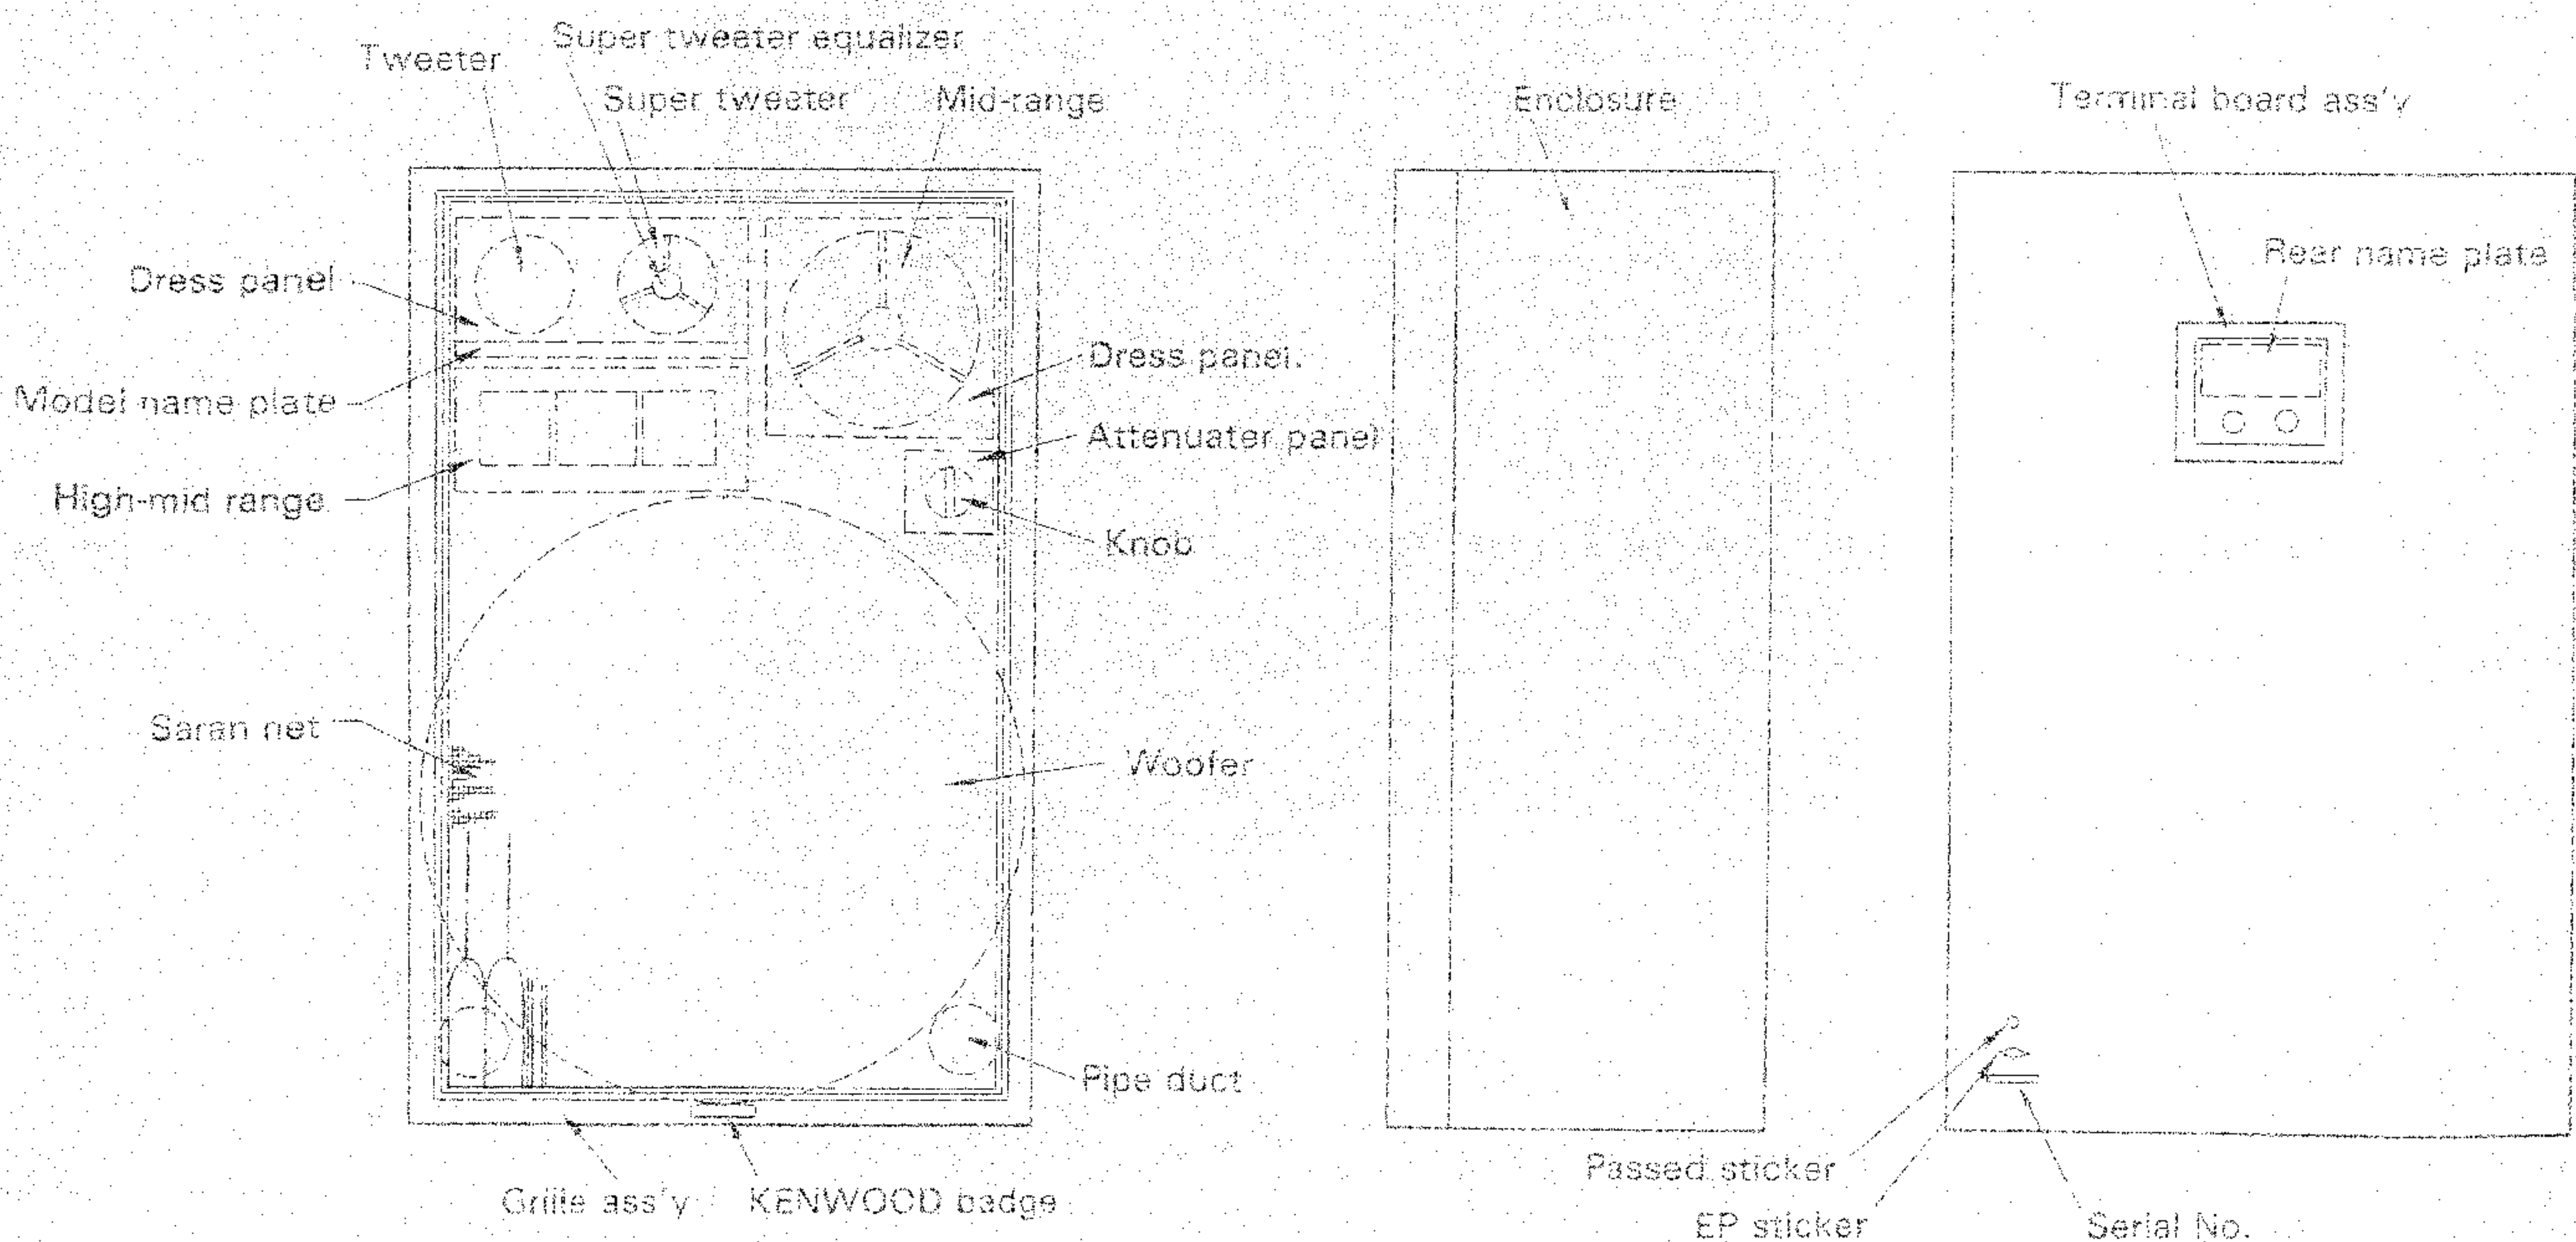 Super tweeter equalizer
Tweeter
Super tweeter
Mid-range
Enclosure
Terminal board ass'y
Rear name plate
Dress panel
Dress panel.
Model name plate
Attenuater panel
High-mid range
Knob
Saran net
Woofer
Pipe duct
Passed sticker
Grille ass'y
KENWOOD badge
EP sticker
Serial No.